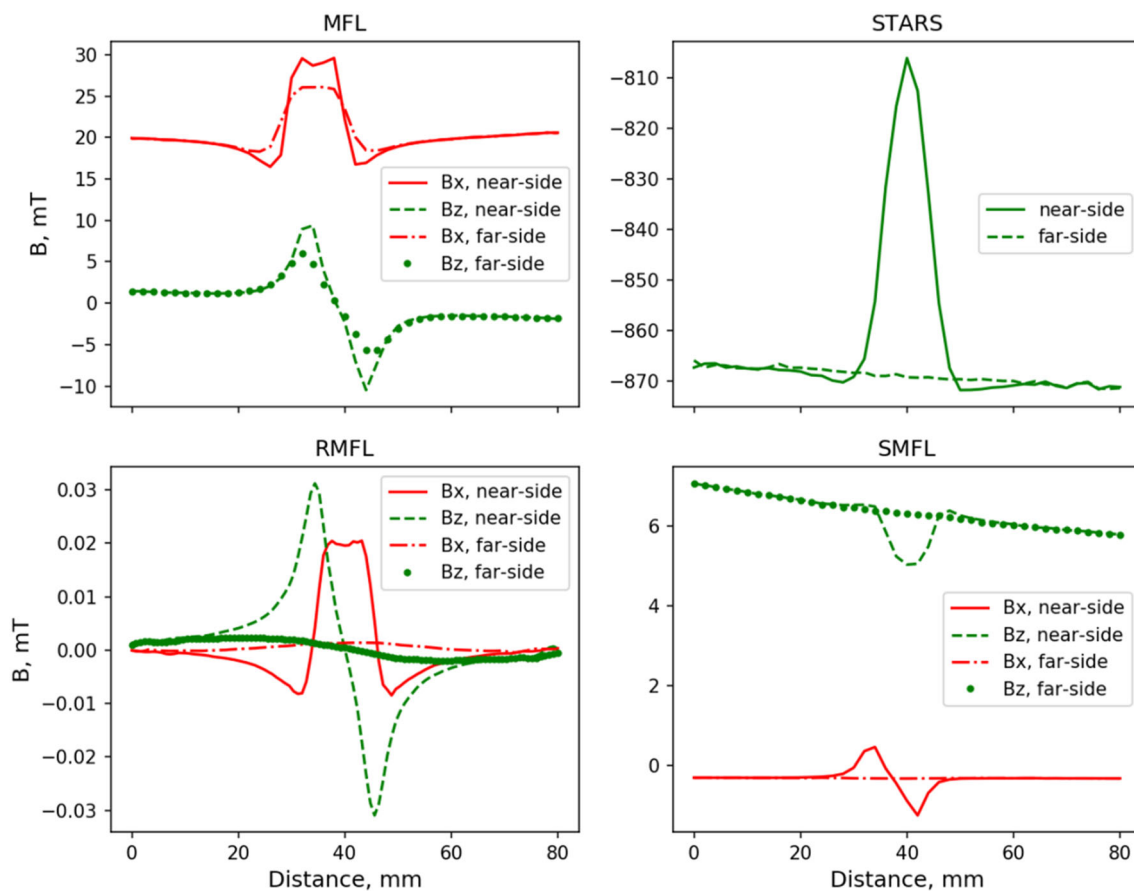 MFL
B, mT
30
25
20
15
10
5
0
−5
−10
Bx, near-side
Bz, near-side
Bx, far-side
Bz, far-side
STARS
−810
−820
−830
−840
−850
−860
−870
near-side
far-side
RMFL
B, mT
0.03
0.02
0.01
0.00
−0.01
−0.02
−0.03
Bx, near-side
Bz, near-side
Bx, far-side
Bz, far-side
0 20 40 60 80
Distance, mm
SMFL
6
4
2
0
Bx, near-side
Bz, near-side
Bx, far-side
Bz, far-side
0 20 40 60 80
Distance, mm